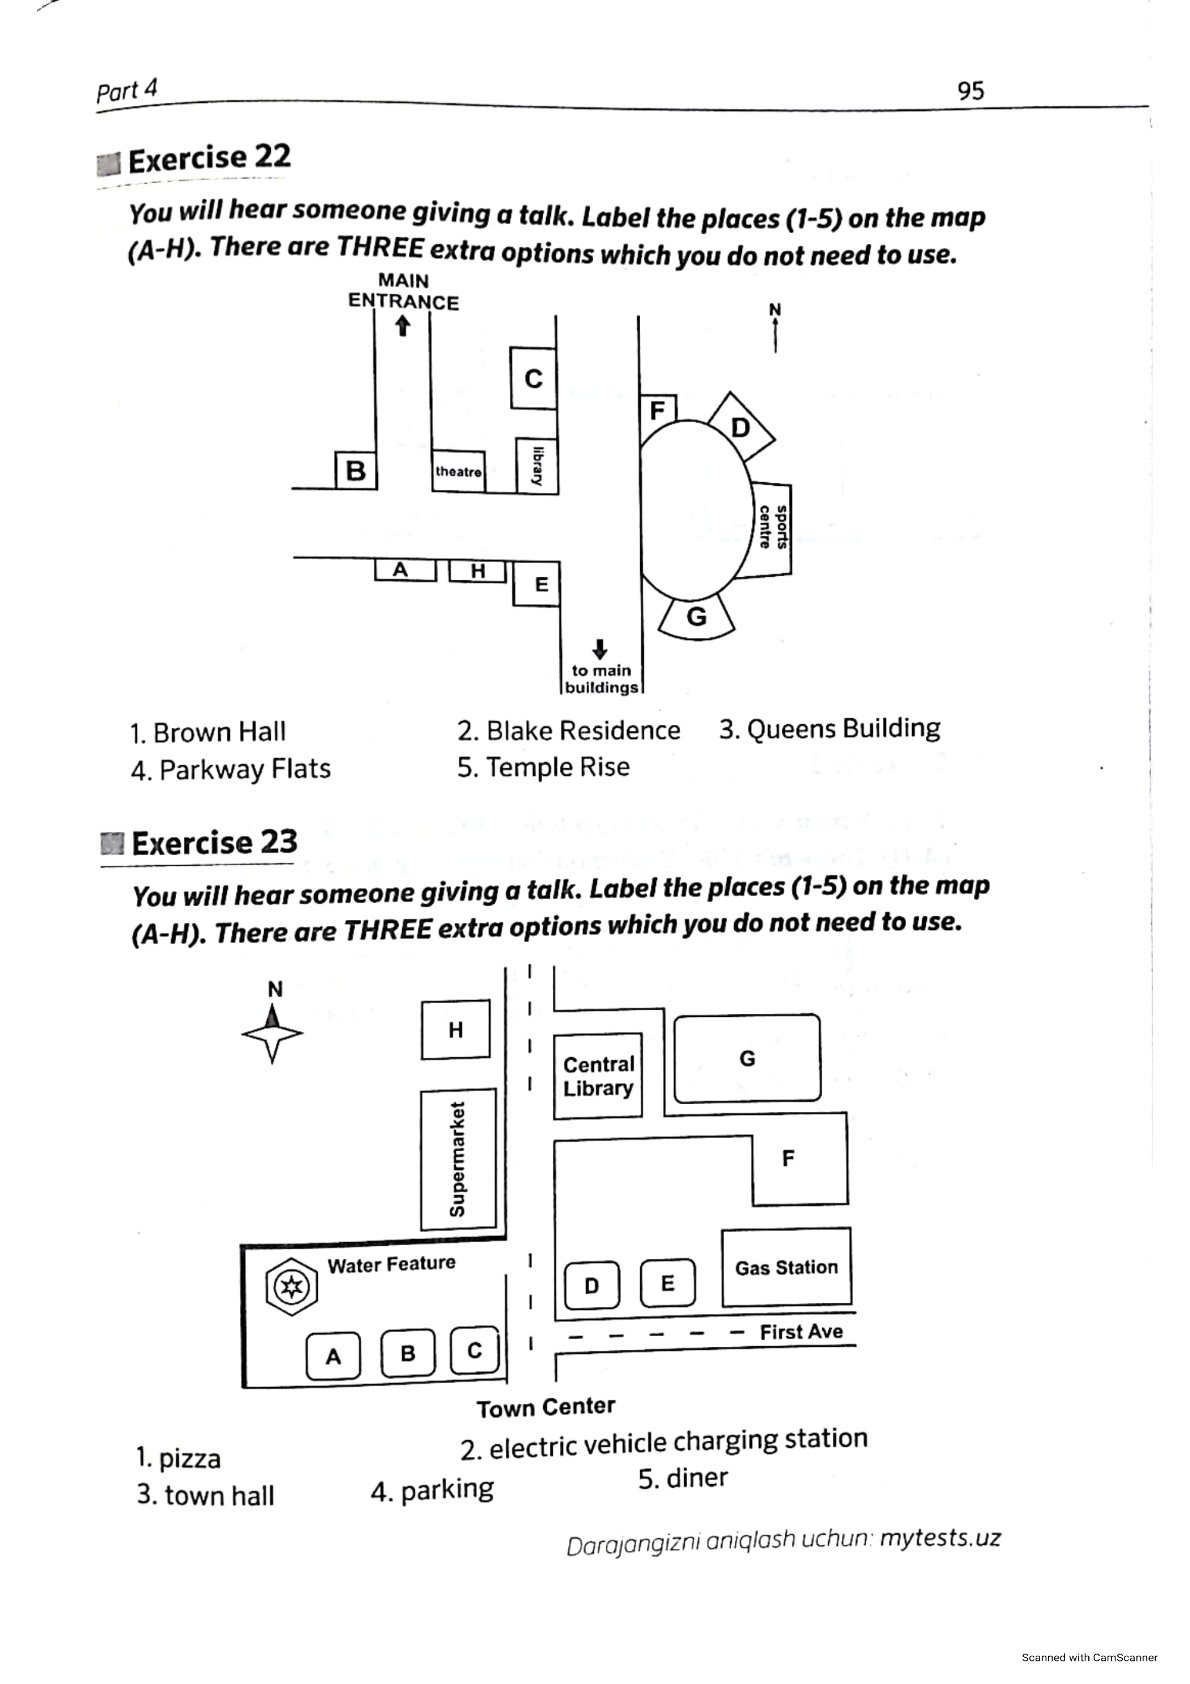 Part 4
95
Exercise 22
You will hear someone giving a talk. Label the places (1-5) on the map
(A-H). There are THREE extra options which you do not need to use.
MAIN
ENTRANCE
N
C
F
D
B
theatre
library
sports
centre
A
H
E
G
to main
buildings
1. Brown Hall
2. Blake Residence
3. Queens Building
4. Parkway Flats
5. Temple Rise
Exercise 23
You will hear someone giving a talk. Label the places (1-5) on the map
(A-H). There are THREE extra options which you do not need to use.
N
H
Central
Library
G
Supermarket
F
Water Feature
D
E
Gas Station
A
B
C
First Ave
Town Center
1. pizza
2. electric vehicle charging station
3. town hall
4. parking
5. diner
Darajangizni aniqlash uchun: mytests.uz
Scanned with CamScanner